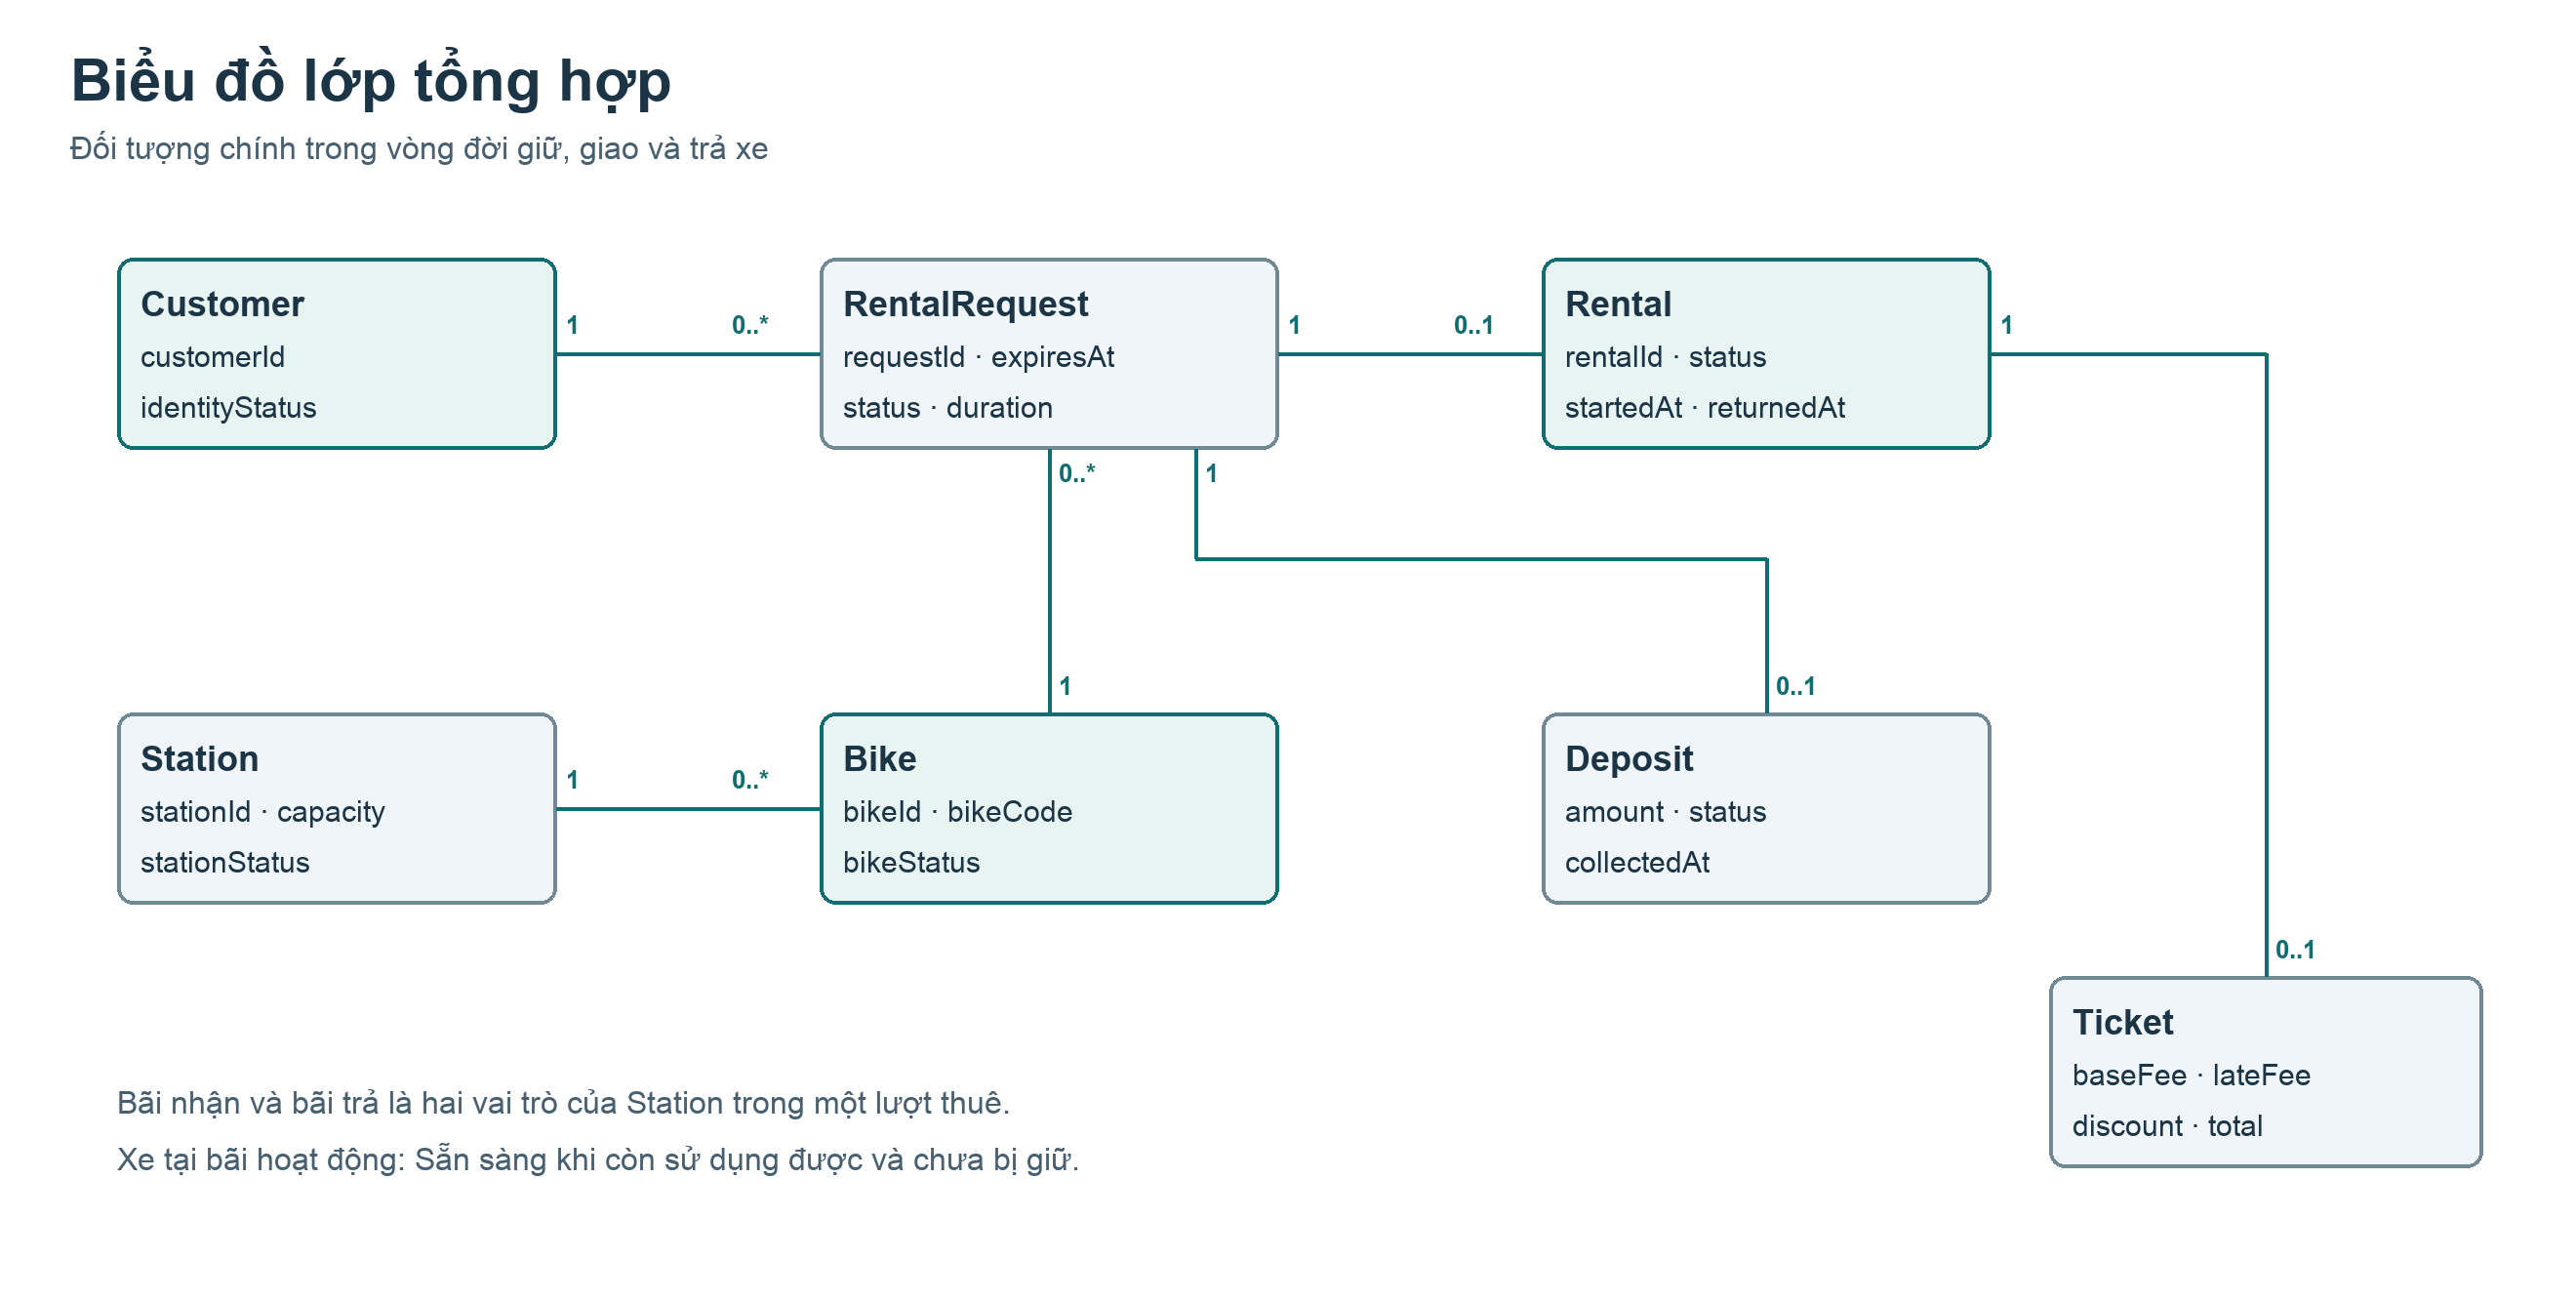 Biểu đồ lớp tổng hợp
Đối tượng chính trong vòng đời giữ, giao và trả xe
Customer
customerId
identityStatus
1
0..*
RentalRequest
requestId · expiresAt
status · duration
1
0..1
Rental
rentalId · status
startedAt · returnedAt
1
0..*
1
1
0..1
Station
stationId · capacity
stationStatus
1
0..*
Bike
bikeId · bikeCode
bikeStatus
Deposit
amount · status
collectedAt
0..1
Ticket
baseFee · lateFee
discount · total
Bãi nhận và bãi trả là hai vai trò của Station trong một lượt thuê.
Xe tại bãi hoạt động: Sẵn sàng khi còn sử dụng được và chưa bị giữ.